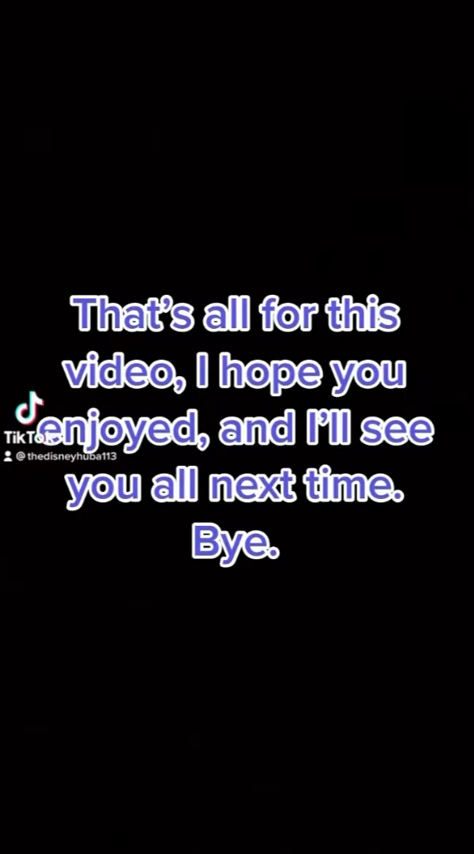 That's all for this
video, I hope you
enjoyed, and I'll see
you all next time.
Bye.
TikTok
@thedisneyhuba113